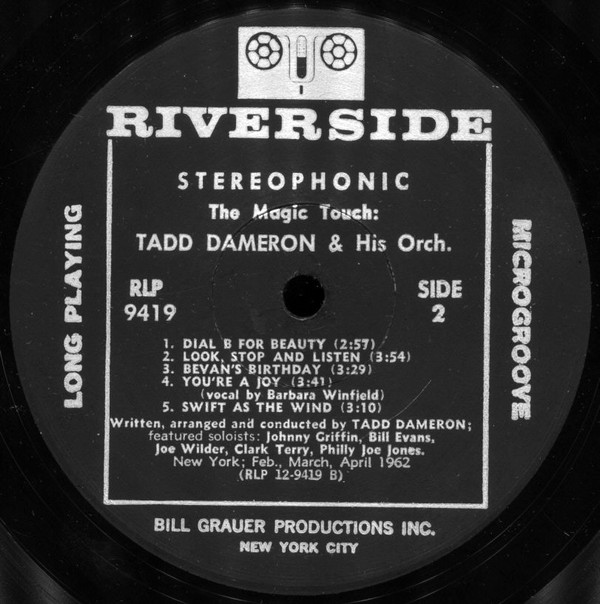 RIVERSIDE
STEREOPHONIC
The Magic Touch:
TADD DAMERON & His Orch.
RLP
9419
SIDE
2
LONG PLAYING
MICROGROOVE
1. DIAL B FOR BEAUTY (2:57)
2. LOOK, STOP AND LISTEN (3:54)
3. BEVAN'S BIRTHDAY (3:29)
4. YOU'RE A JOY (3:41)
(vocal by Barbara Winfield)
5. SWIFT AS THE WIND (3:10)
Written, arranged and conducted by TADD DAMERON;
featured soloists: Johnny Griffin, Bill Evans,
Joe Wilder, Clark Terry, Philly Joe Jones.
New York; Feb., March, April 1962
(RLP 12-9419 B)
BILL GRAUER PRODUCTIONS INC.
NEW YORK CITY